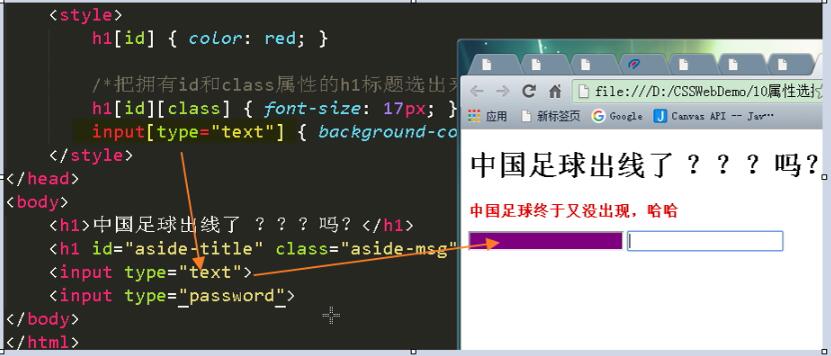 <style>
h1[id] { color: red; }
/*把拥有id和class属性的h1标题选出来
h1[id][class] { font-size: 17px; }
input[type="text"] { background-co
</style>
</head>
<body>
<h1>中国足球出线了 ？？？吗? </h1>
<h1 id="aside-title" class="aside-msg"
<input type="text">
<input type="password">
</body>
</html>
file:///D:/CSSWebDemo/10属性选
应用 新标签页 Google Canvas API -- Jav
中国足球出线了 ？？？吗?
中国足球终于又没出现，哈哈